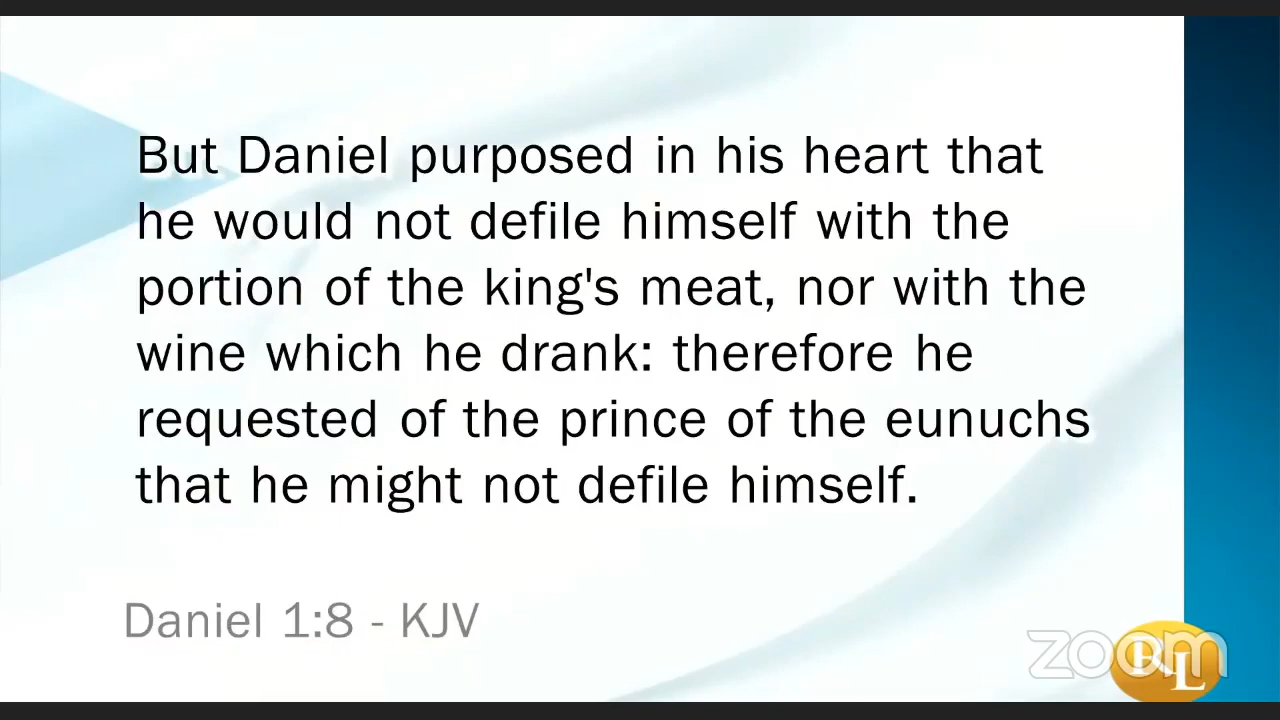 But Daniel purposed in his heart that
he would not defile himself with the
portion of the king's meat, nor with the
wine which he drank: therefore he
requested of the prince of the eunuchs
that he might not defile himself.
Daniel 1:8 - KJV
zoom
RL